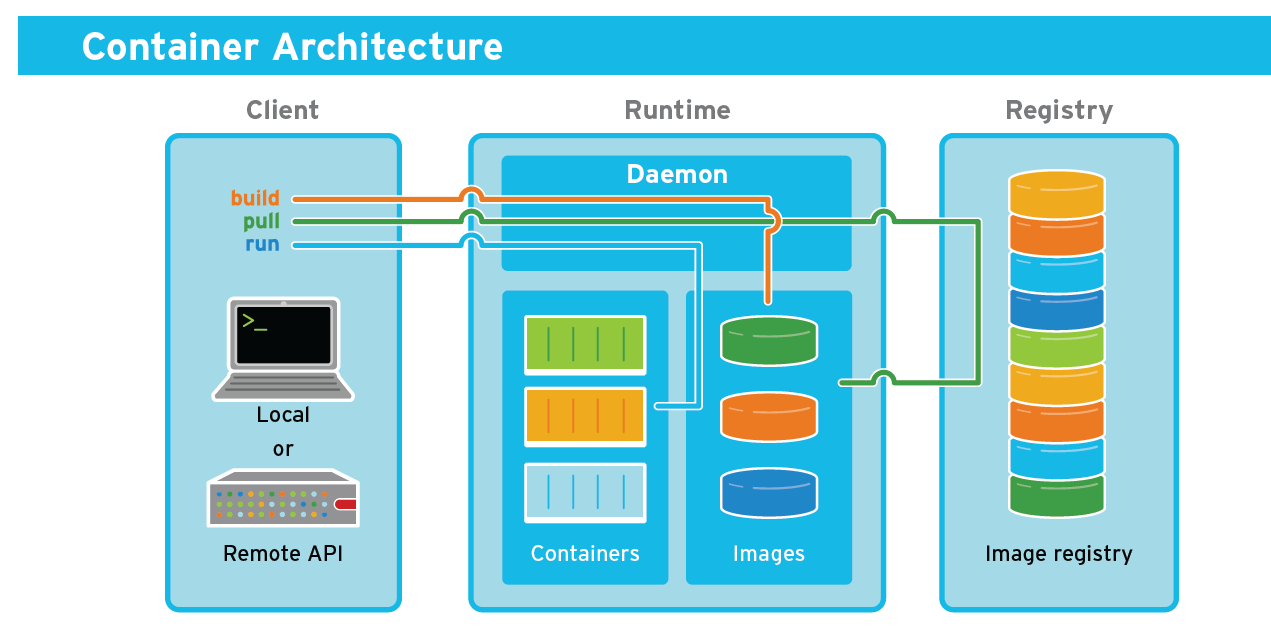 Container Architecture
Client
Runtime
Registry
Daemon
build
pull
run
>_
Local
or
Remote API
Containers
Images
Image registry